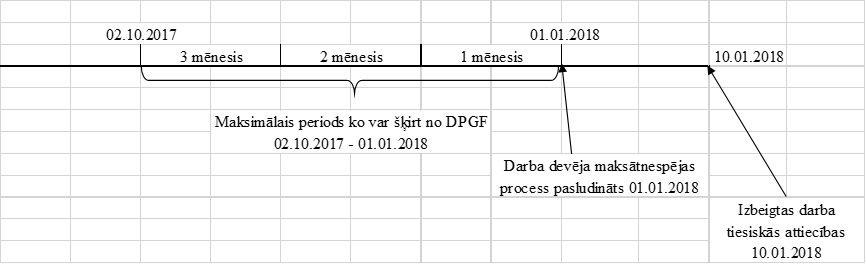 02.10.2017
01.01.2018
3 mēnesis
2 mēnesis
1 mēnesis
10.01.2018
Maksimālais periods ko var šķirt no DPGF
02.10.2017 - 01.01.2018
Darba devēja maksātnespējas
process pasludināts 01.01.2018
Izbeigtas darba
tiesiskās attiecības
10.01.2018